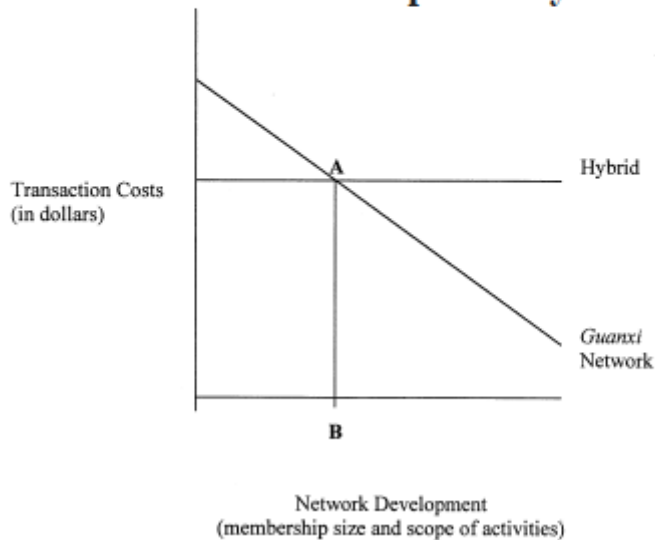 A
Hybrid
Transaction Costs
(in dollars)
Guanxi
Network
B
Network Development
(membership size and scope of activities)